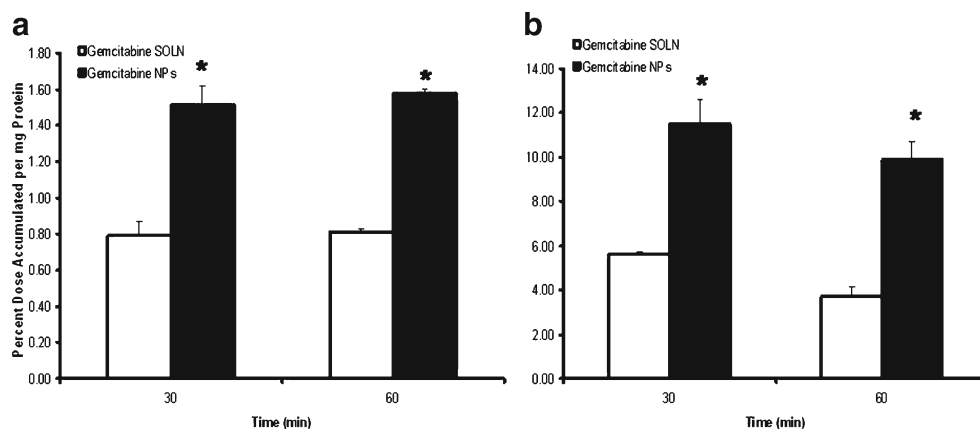 a
Gemcitabine SOLN
Gemcitabine NPs
1.80
1.60
1.40
1.20
1.00
0.80
0.60
0.40
0.20
0.00
Percent Dose Accumulated per mg Protein
*
*
30
60
Time (min)
b
Gemcitabine SOLN
Gemcitabine NPs
14.00
12.00
10.00
8.00
6.00
4.00
2.00
0.00
*
*
30
60
Time (min)